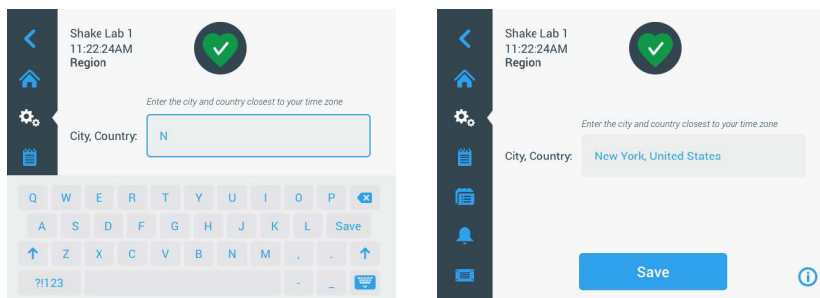 Shake Lab 1
11:22:24AM
Region
Enter the city and country closest to your time zone
City, Country: N
Q W E R T Y U I O P
A S D F G H J K L Save
Z X C V B N M , .
?!123 - _
Shake Lab 1
11:22:24AM
Region
Enter the city and country closest to your time zone
City, Country: New York, United States
Save